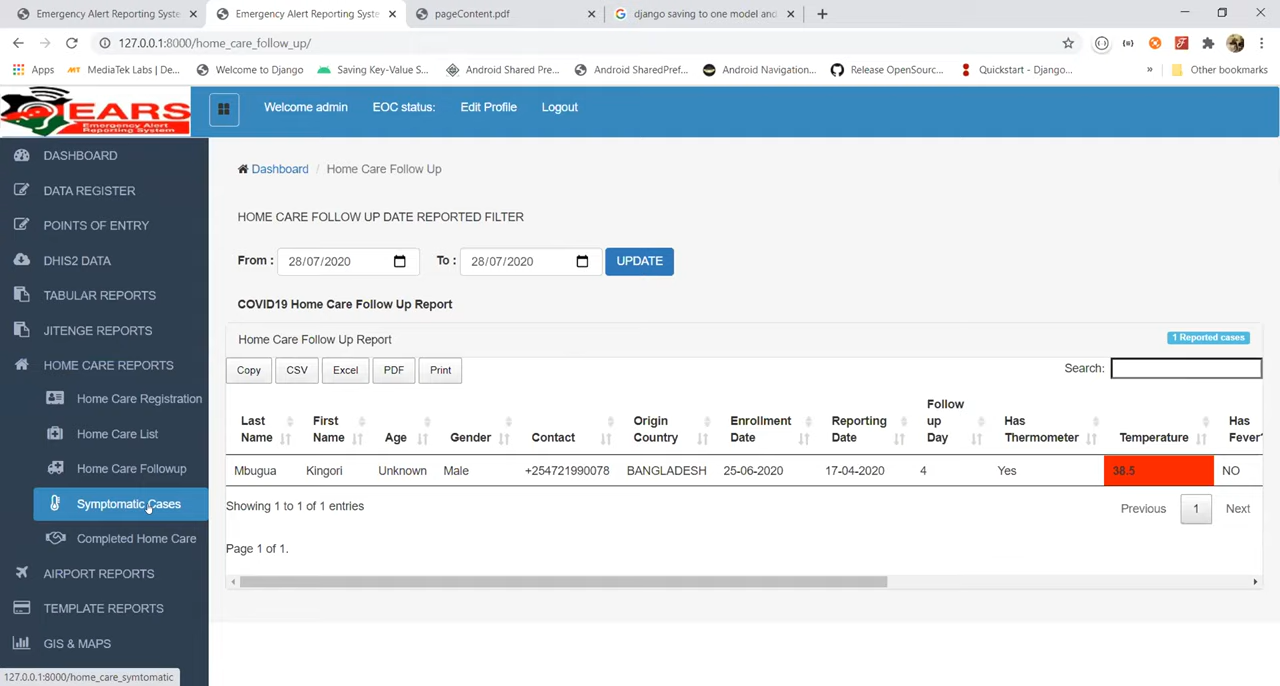 Emergency Alert Reporting Syste
Emergency Alert Reporting Syste
pageContent.pdf
django saving to one model and
127.0.0.1:8000/home_care_follow_up/
Apps
MediaTek Labs | De...
Welcome to Django
Saving Key-Value S...
Android Shared Pre...
Android SharedPref...
Android Navigation...
Release OpenSourc...
Quickstart - Django...
»
Other bookmarks
EARS
Emergency Alert
Reporting System
Welcome admin
EOC status:
Edit Profile
Logout
DASHBOARD
DATA REGISTER
POINTS OF ENTRY
DHIS2 DATA
TABULAR REPORTS
JITENGE REPORTS
HOME CARE REPORTS
Home Care Registration
Home Care List
Home Care Followup
Symptomatic Cases
Completed Home Care
AIRPORT REPORTS
TEMPLATE REPORTS
GIS & MAPS
127.0.0.1:8000/home_care_symtomatic
Dashboard / Home Care Follow Up
HOME CARE FOLLOW UP DATE REPORTED FILTER
From : 28/07/2020 To : 28/07/2020 UPDATE
COVID19 Home Care Follow Up Report
Home Care Follow Up Report
1 Reported cases
Copy CSV Excel PDF Print
Search:
Last Name First Name Age Gender Contact Origin Country Enrollment Date Reporting Date Follow up Day Has Thermometer Temperature Has Fever
Mbugua Kingori Unknown Male +254721990078 BANGLADESH 25-06-2020 17-04-2020 4 Yes 38.5 NO
Showing 1 to 1 of 1 entries
Previous 1 Next
Page 1 of 1.